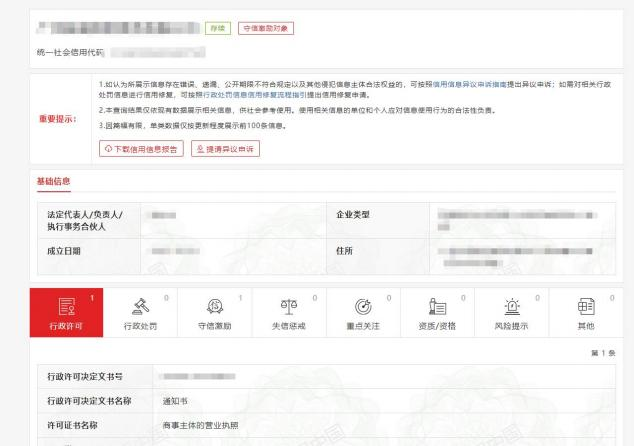 存续 守信激励对象
统一社会信用代码
1.如认为所展示信息存在错误、遗漏、公开期限不符合规定以及其他侵犯信息主体合法权益的，可按照信用信息异议申诉指南提出异议申诉；如需对相关行政
处罚信息进行信用修复，可按照行政处罚信息信用修复流程指引提出信用修复申请。
2.本查询结果仅依现有数据展示相关信息，供社会参考使用。使用相关信息的单位和个人应对信息使用行为的合法性负责。
重要提示：
3.因篇幅有限，单类数据仅按更新程度展示前100条信息。
下载信用信息报告 提请异议申诉
基础信息
法定代表人/负责人/
执行事务合伙人
企业类型
成立日期 住所
1 0 1 0 0 0 0 0
行政许可 行政处罚 守信激励 失信惩戒 重点关注 资质/资格 风险提示 其他
第 1 条
行政许可决定文书号
行政许可决定文书名称 通知书
许可证书名称 商事主体的营业执照